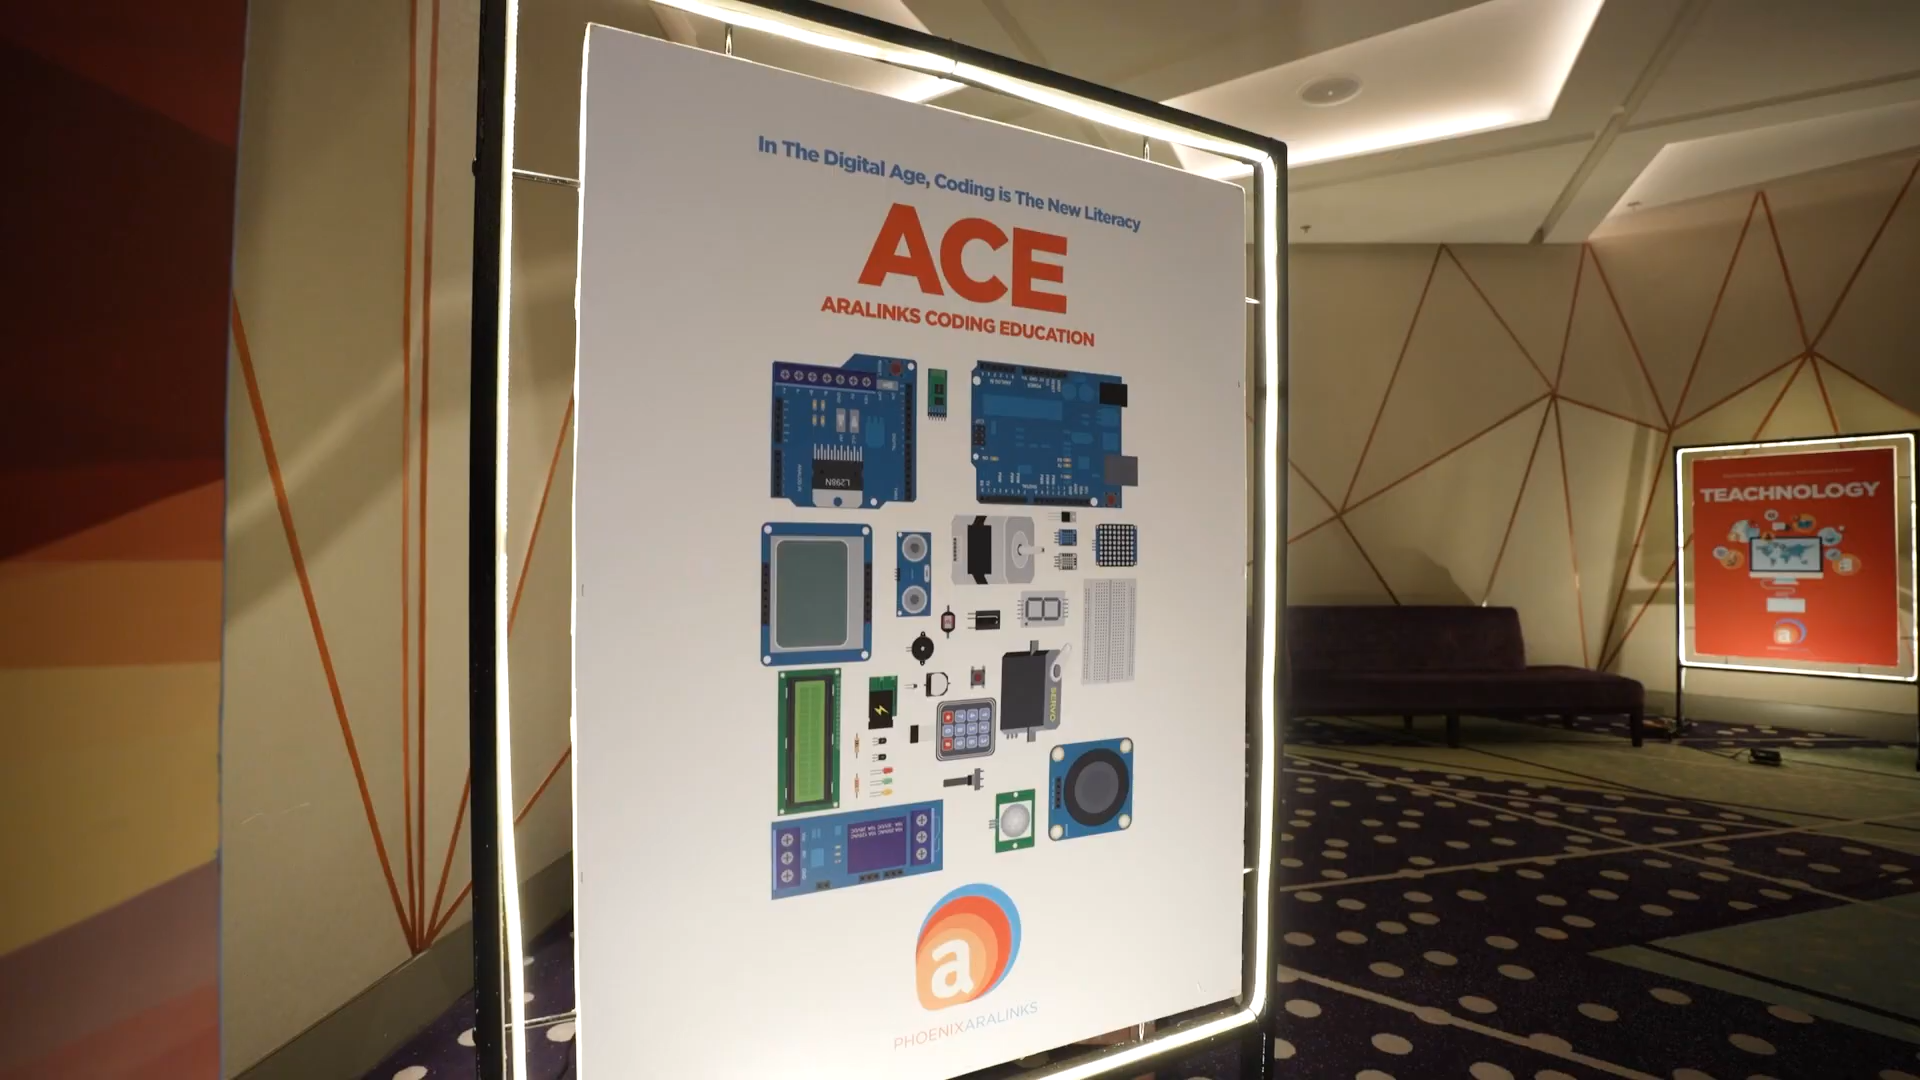 In The Digital Age, Coding is The New Literacy
ACE
ARALINKS CODING EDUCATION
L298N
SERVO
a
PHOENIXARALINKS
TEACHNOLOGY
a